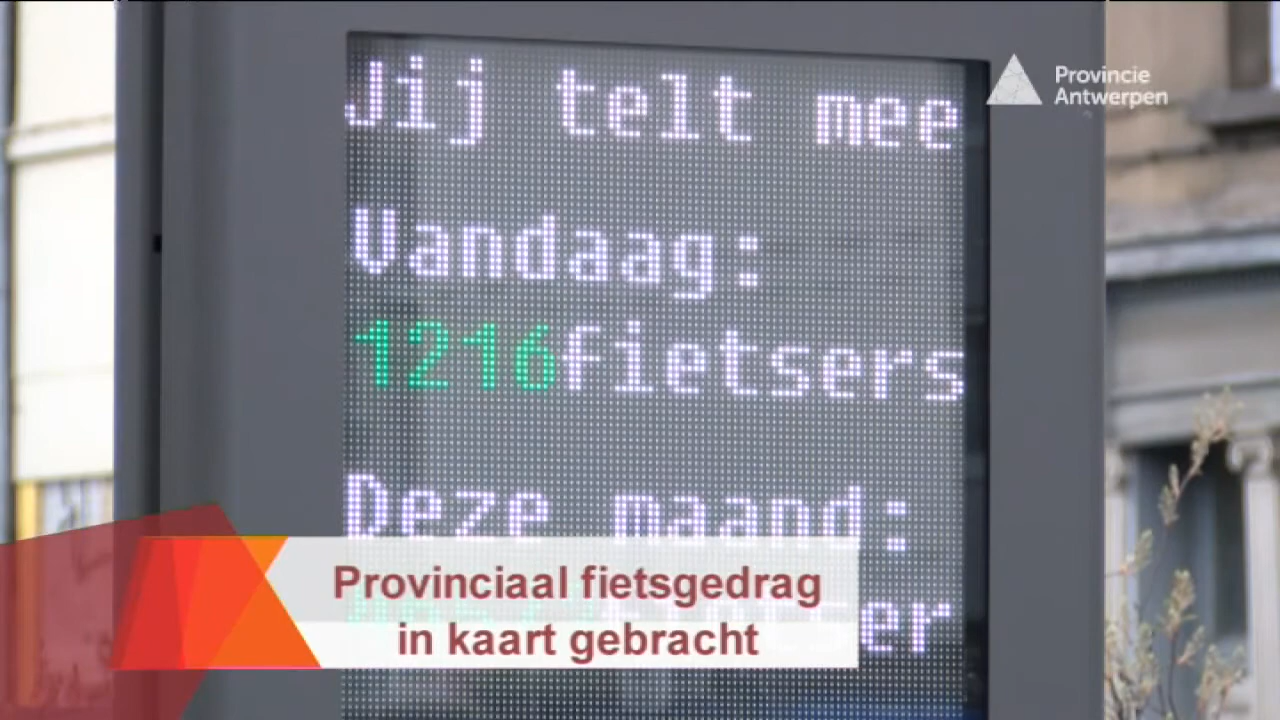 Jij telt mee
Provincie
Antwerpen
Vandaag:
1216fietsers
Deze maand:
Provinciaal fietsgedrag
in kaart gebracht